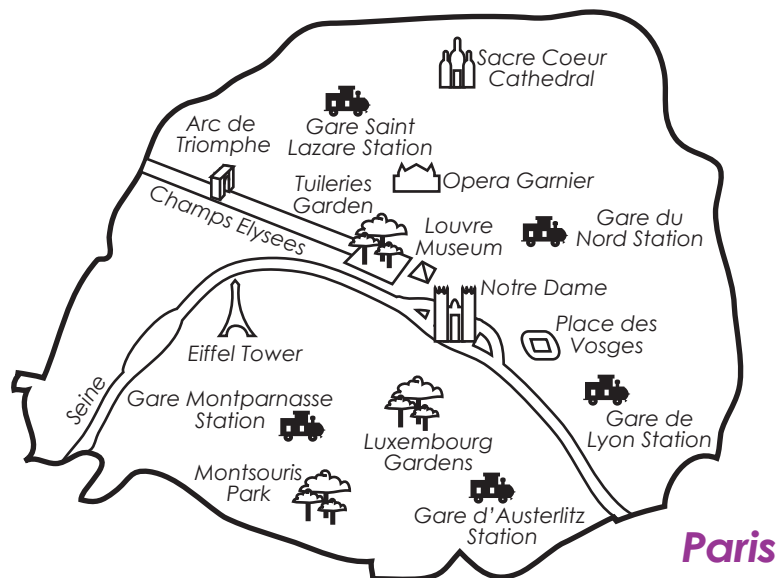 Sacre Coeur
Cathedral
Arc de
Triomphe
Gare Saint
Lazare Station
Tuileries
Garden
Opera Garnier
Champs Elysees
Louvre
Museum
Gare du
Nord Station
Notre Dame
Place des
Vosges
Eiffel Tower
Seine
Gare Montparnasse
Station
Luxembourg
Gardens
Gare de
Lyon Station
Montsouris
Park
Gare d'Austerlitz
Station
Paris